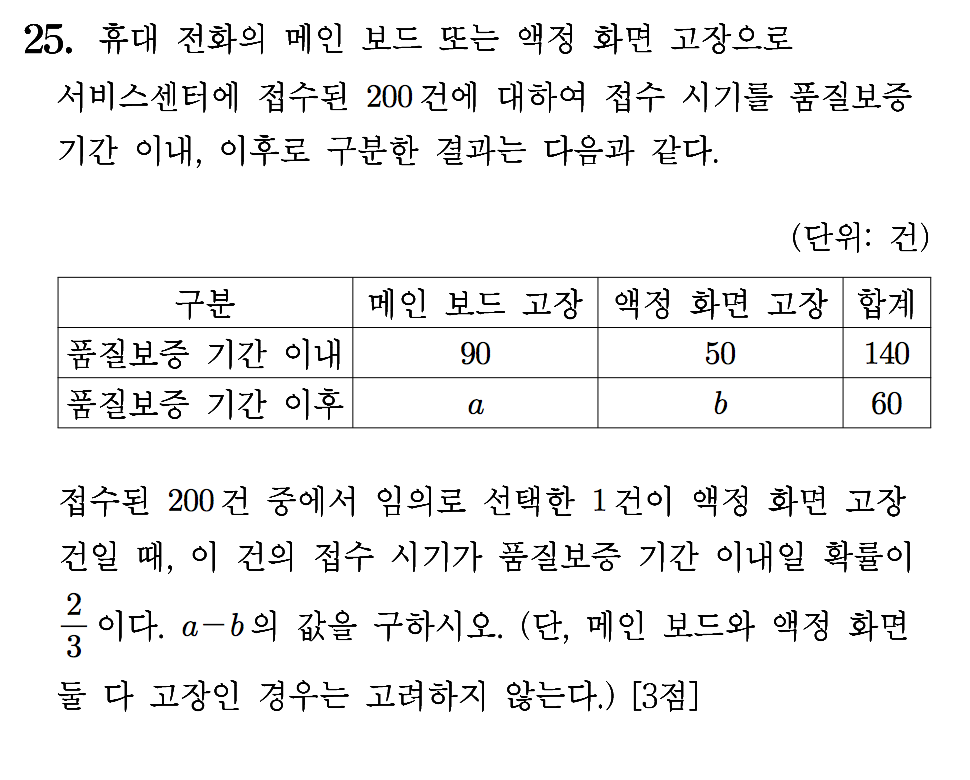 25. 휴대 전화의 메인 보드 또는 액정 화면 고장으로
서비스센터에 접수된 200건에 대하여 접수 시기를 품질보증
기간 이내, 이후로 구분한 결과는 다음과 같다.
(단위: 건)
구분 메인 보드 고장 액정 화면 고장 합계
품질보증 기간 이내 90 50 140
품질보증 기간 이후 a b 60
접수된 200건 중에서 임의로 선택한 1건이 액정 화면 고장
건일 때, 이 건의 접수 시기가 품질보증 기간 이내일 확률이
2/3이다. a-b의 값을 구하시오. (단, 메인 보드와 액정 화면
둘 다 고장인 경우는 고려하지 않는다.) [3점]